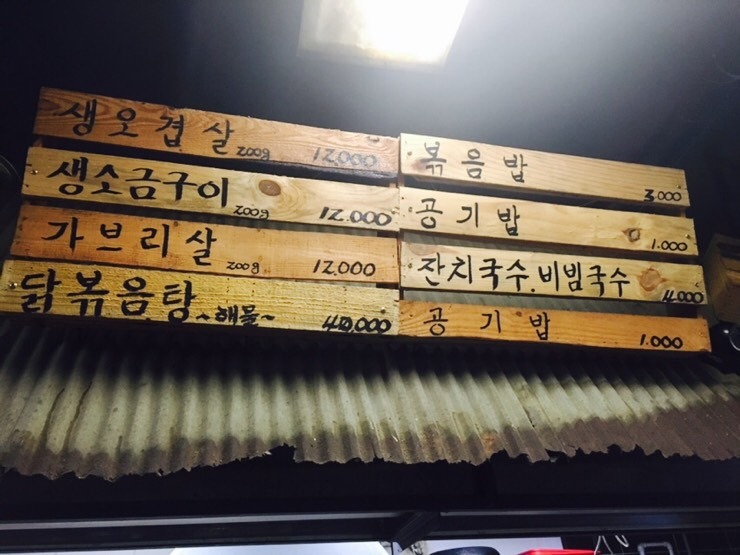 생오겹살 200g 12.000
생소금구이 200g 12.000
가브리살 200g 12.000
닭볶음탕 ~해물~ 40,000
볶음밥 3000
공기밥 1.000
잔치국수.비빔국수 4.000
공기밥 1.000